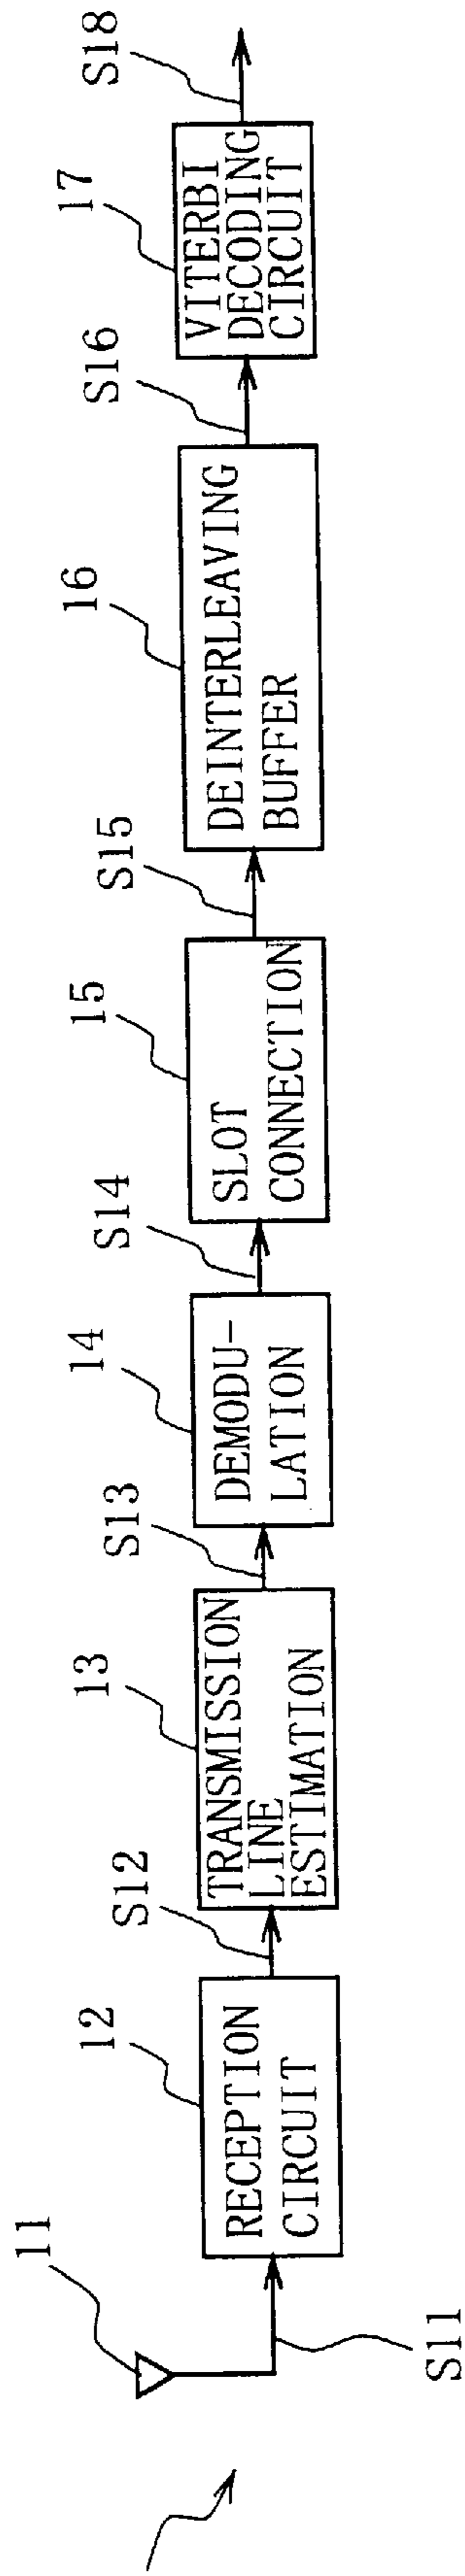 11
S11
12
RECEPTION
CIRCUIT
S12
13
TRANSMISSION
LINE
ESTIMATION
S13
14
DEMODU-
LATION
S14
15
SLOT
CONNECTION
S15
16
DEINTERLEAVING
BUFFER
S16
17
VITERBI
DECODING
CIRCUIT
S18